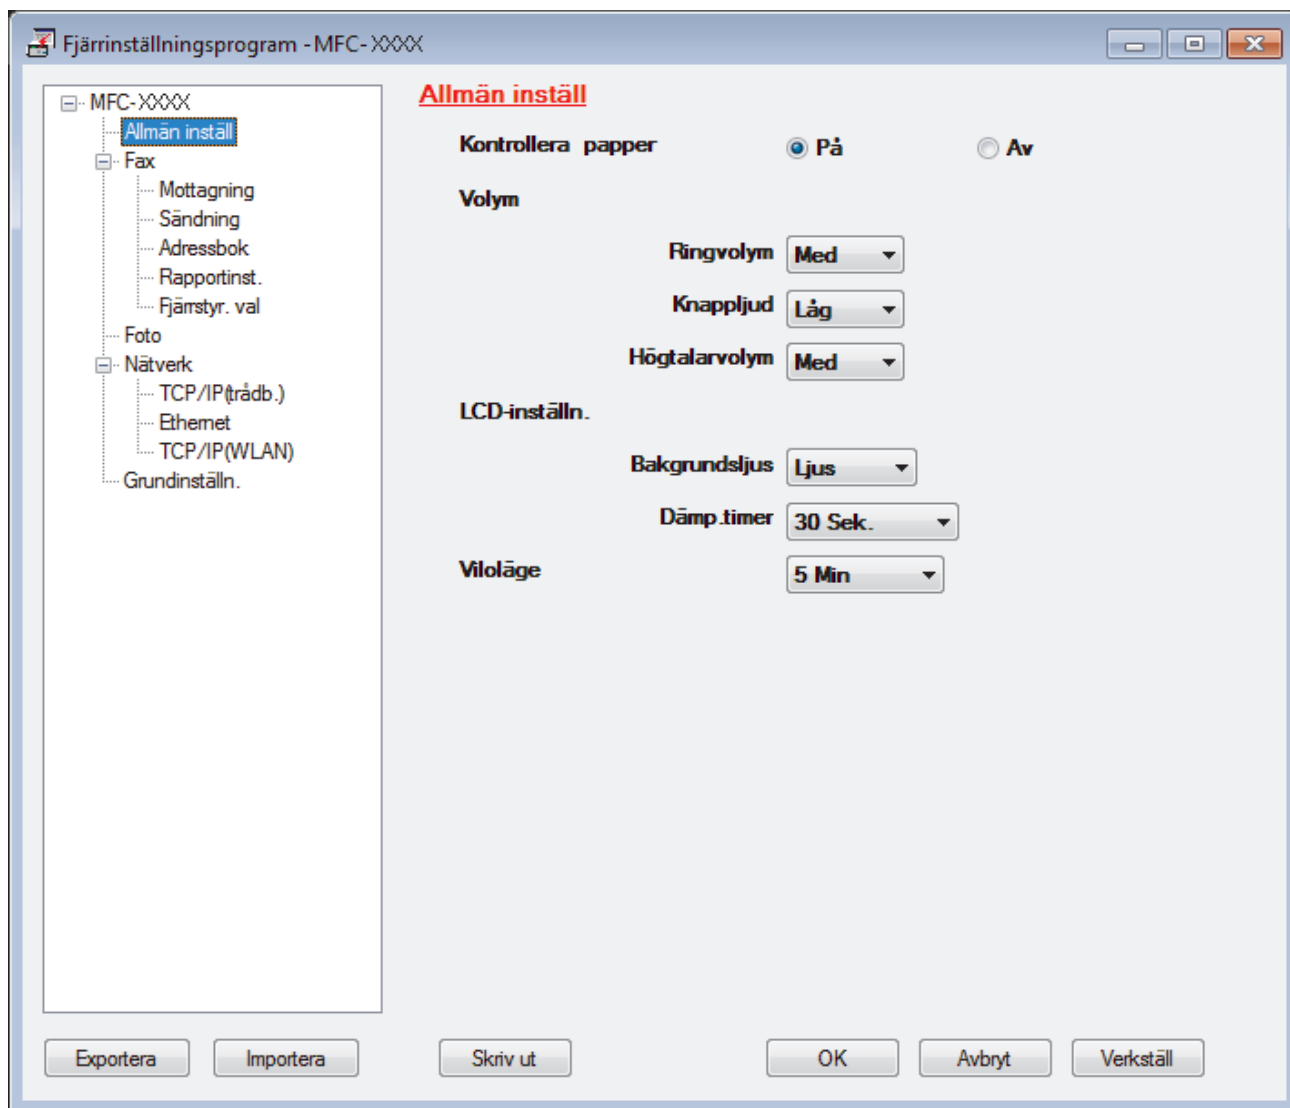 Fjärrinställningsprogram - MFC-XXXX
MFC-XXXX
Allmän inställ
Fax
Mottagning
Sändning
Adressbok
Rapportinst.
Fjärrstyr. val
Foto
Nätverk
TCP/IP(trådb.)
Ethernet
TCP/IP(WLAN)
Grundinställn.
Allmän inställ
Kontrollera papper På Av
Volym
Ringvolym Med
Knappljud Låg
Högtalarvolym Med
LCD-inställn.
Bakgrundsljus Ljus
Dämp.timer 30 Sek.
Viloläge 5 Min
Exportera Importera Skriv ut OK Avbryt Verkställ